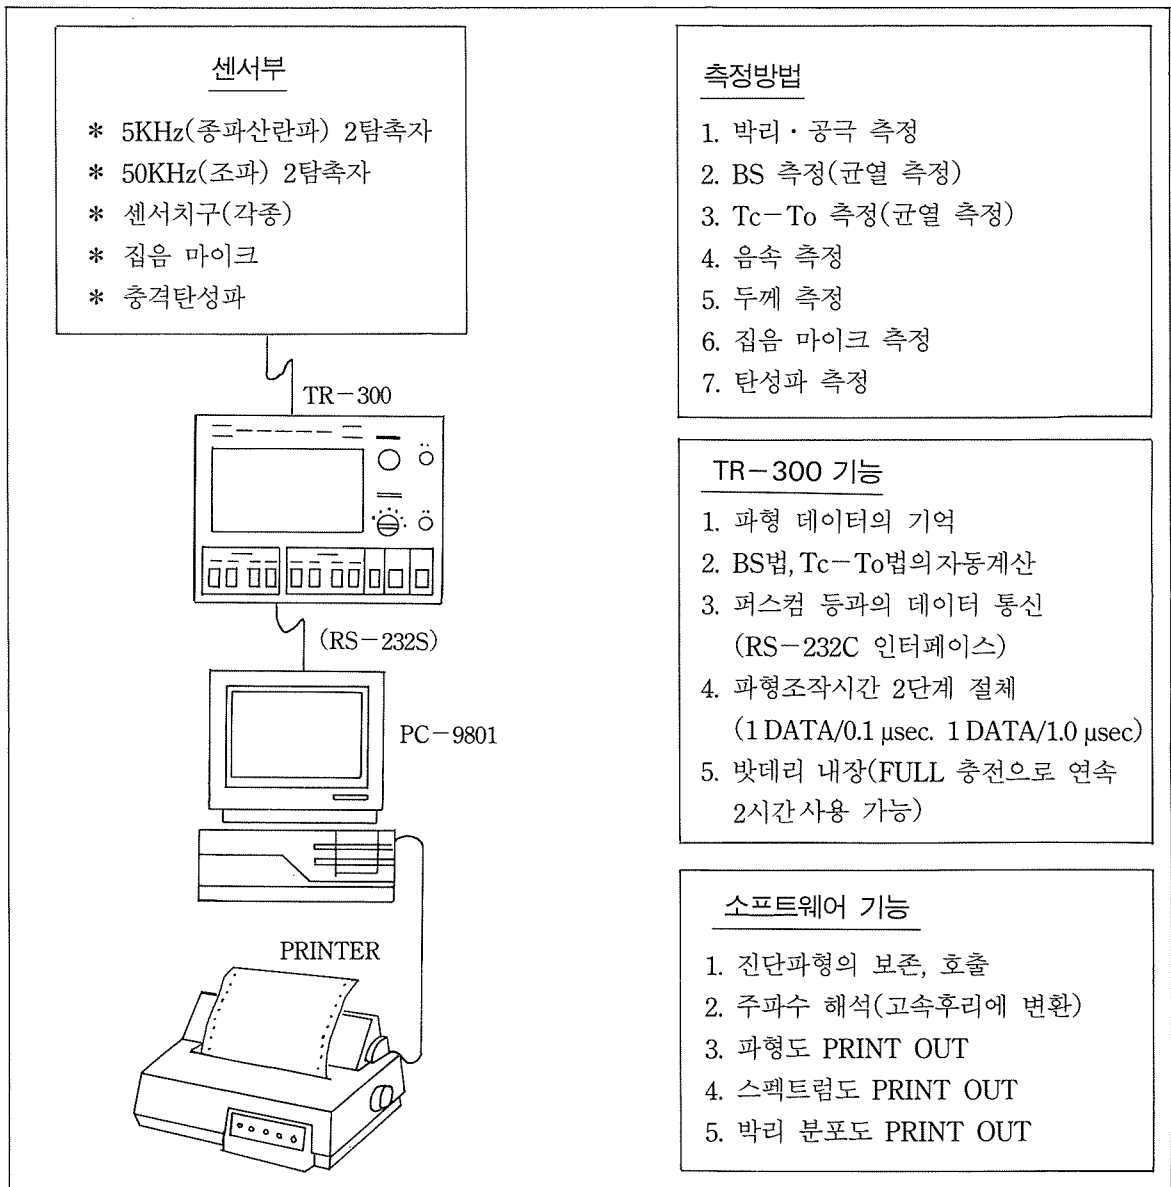 센서부
* 5KHz(종파산란파) 2탐촉자
* 50KHz(조파) 2탐촉자
* 센서치구(각종)
* 집음 마이크
* 충격탄성파
TR-300
(RS-232S)
PC-9801
PRINTER
측정방법
1. 박리·공극 측정
2. BS 측정(균열 측정)
3. Tc-To 측정(균열 측정)
4. 음속 측정
5. 두께 측정
6. 집음 마이크 측정
7. 탄성파 측정
TR-300 기능
1. 파형 데이터의 기억
2. BS법, Tc-To법의자동계산
3. 퍼스컴 등과의 데이터 통신
(RS-232C 인터페이스)
4. 파형조작시간 2단계 절체
(1 DATA/0.1 μsec. 1 DATA/1.0 μsec)
5. 밧데리 내장(FULL 충전으로 연속
2시간사용 가능)
소프트웨어 기능
1. 진단파형의 보존, 호출
2. 주파수 해석(고속후리에 변환)
3. 파형도 PRINT OUT
4. 스펙트럼도 PRINT OUT
5. 박리 분포도 PRINT OUT